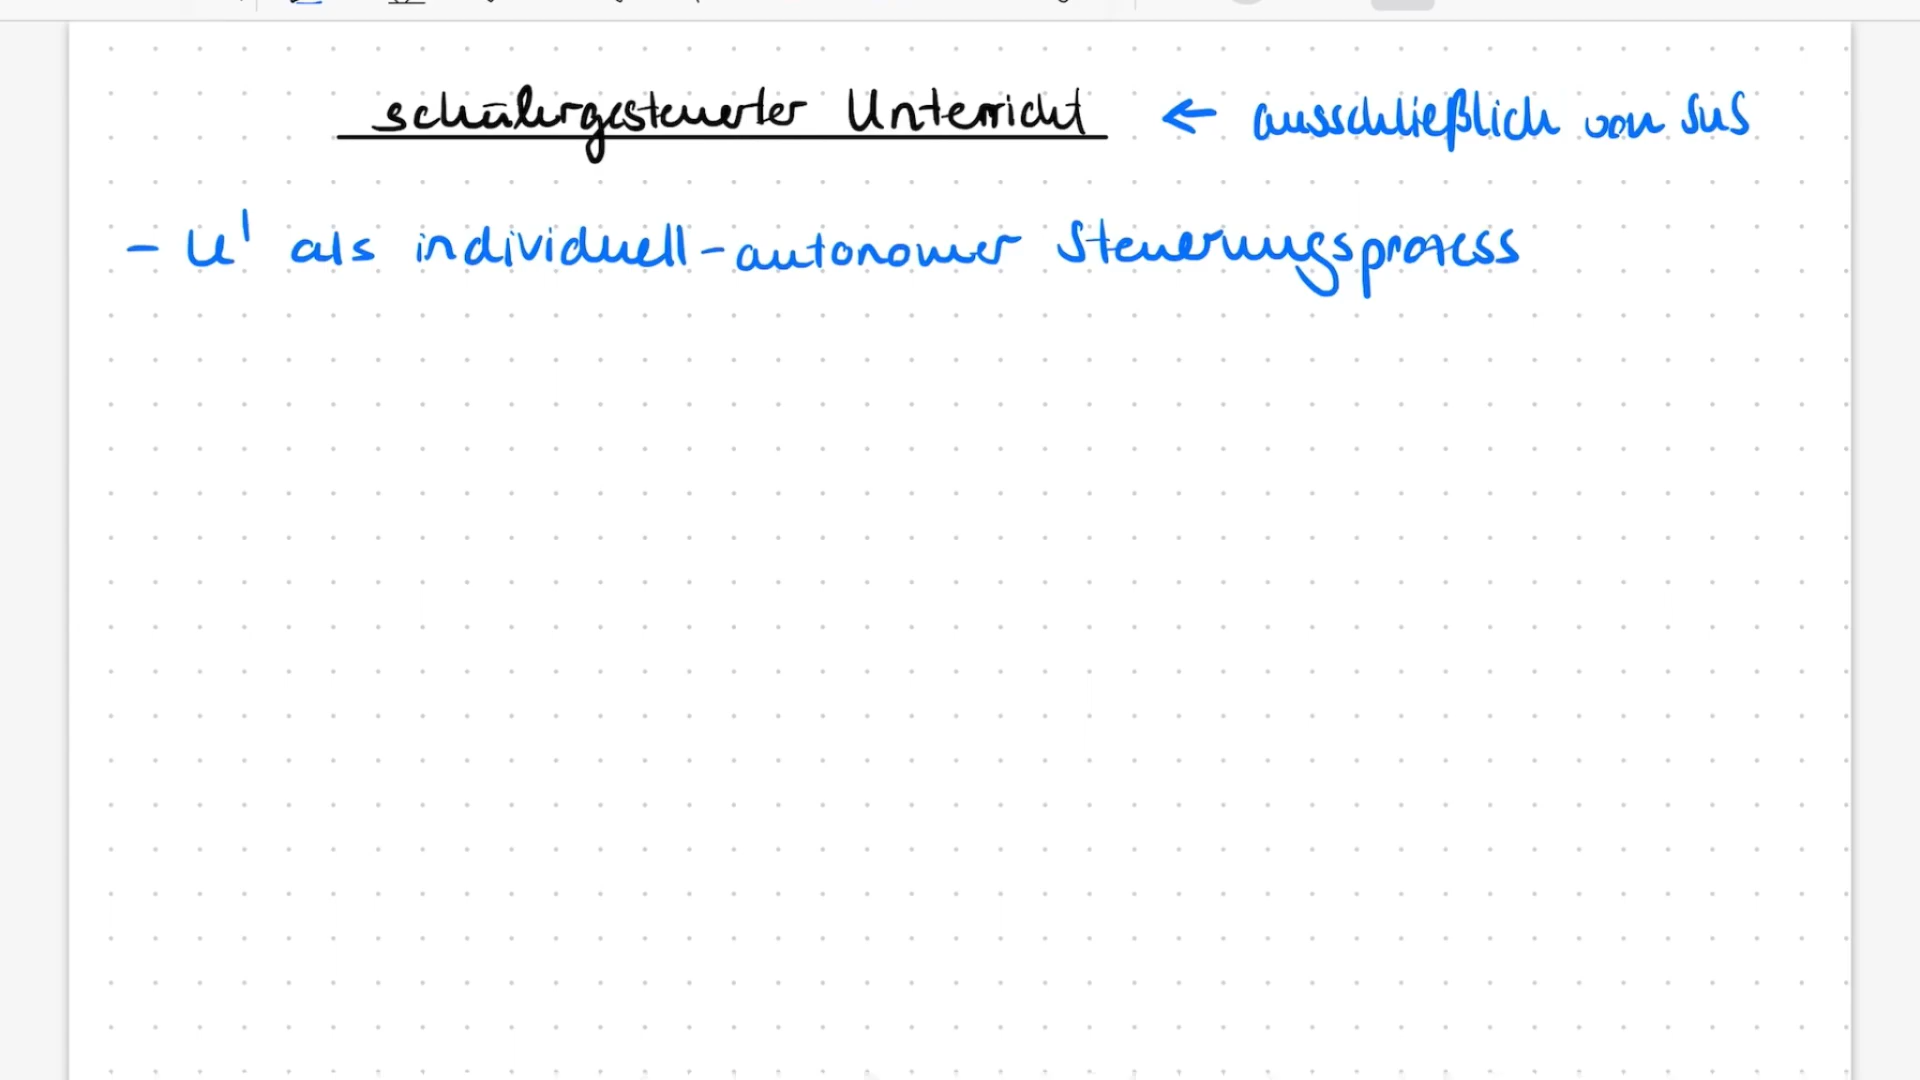 schülergesteuerter Unterricht ← ausschließlich von SuS
- U' als individuell-autonomer Steuerungsprozess